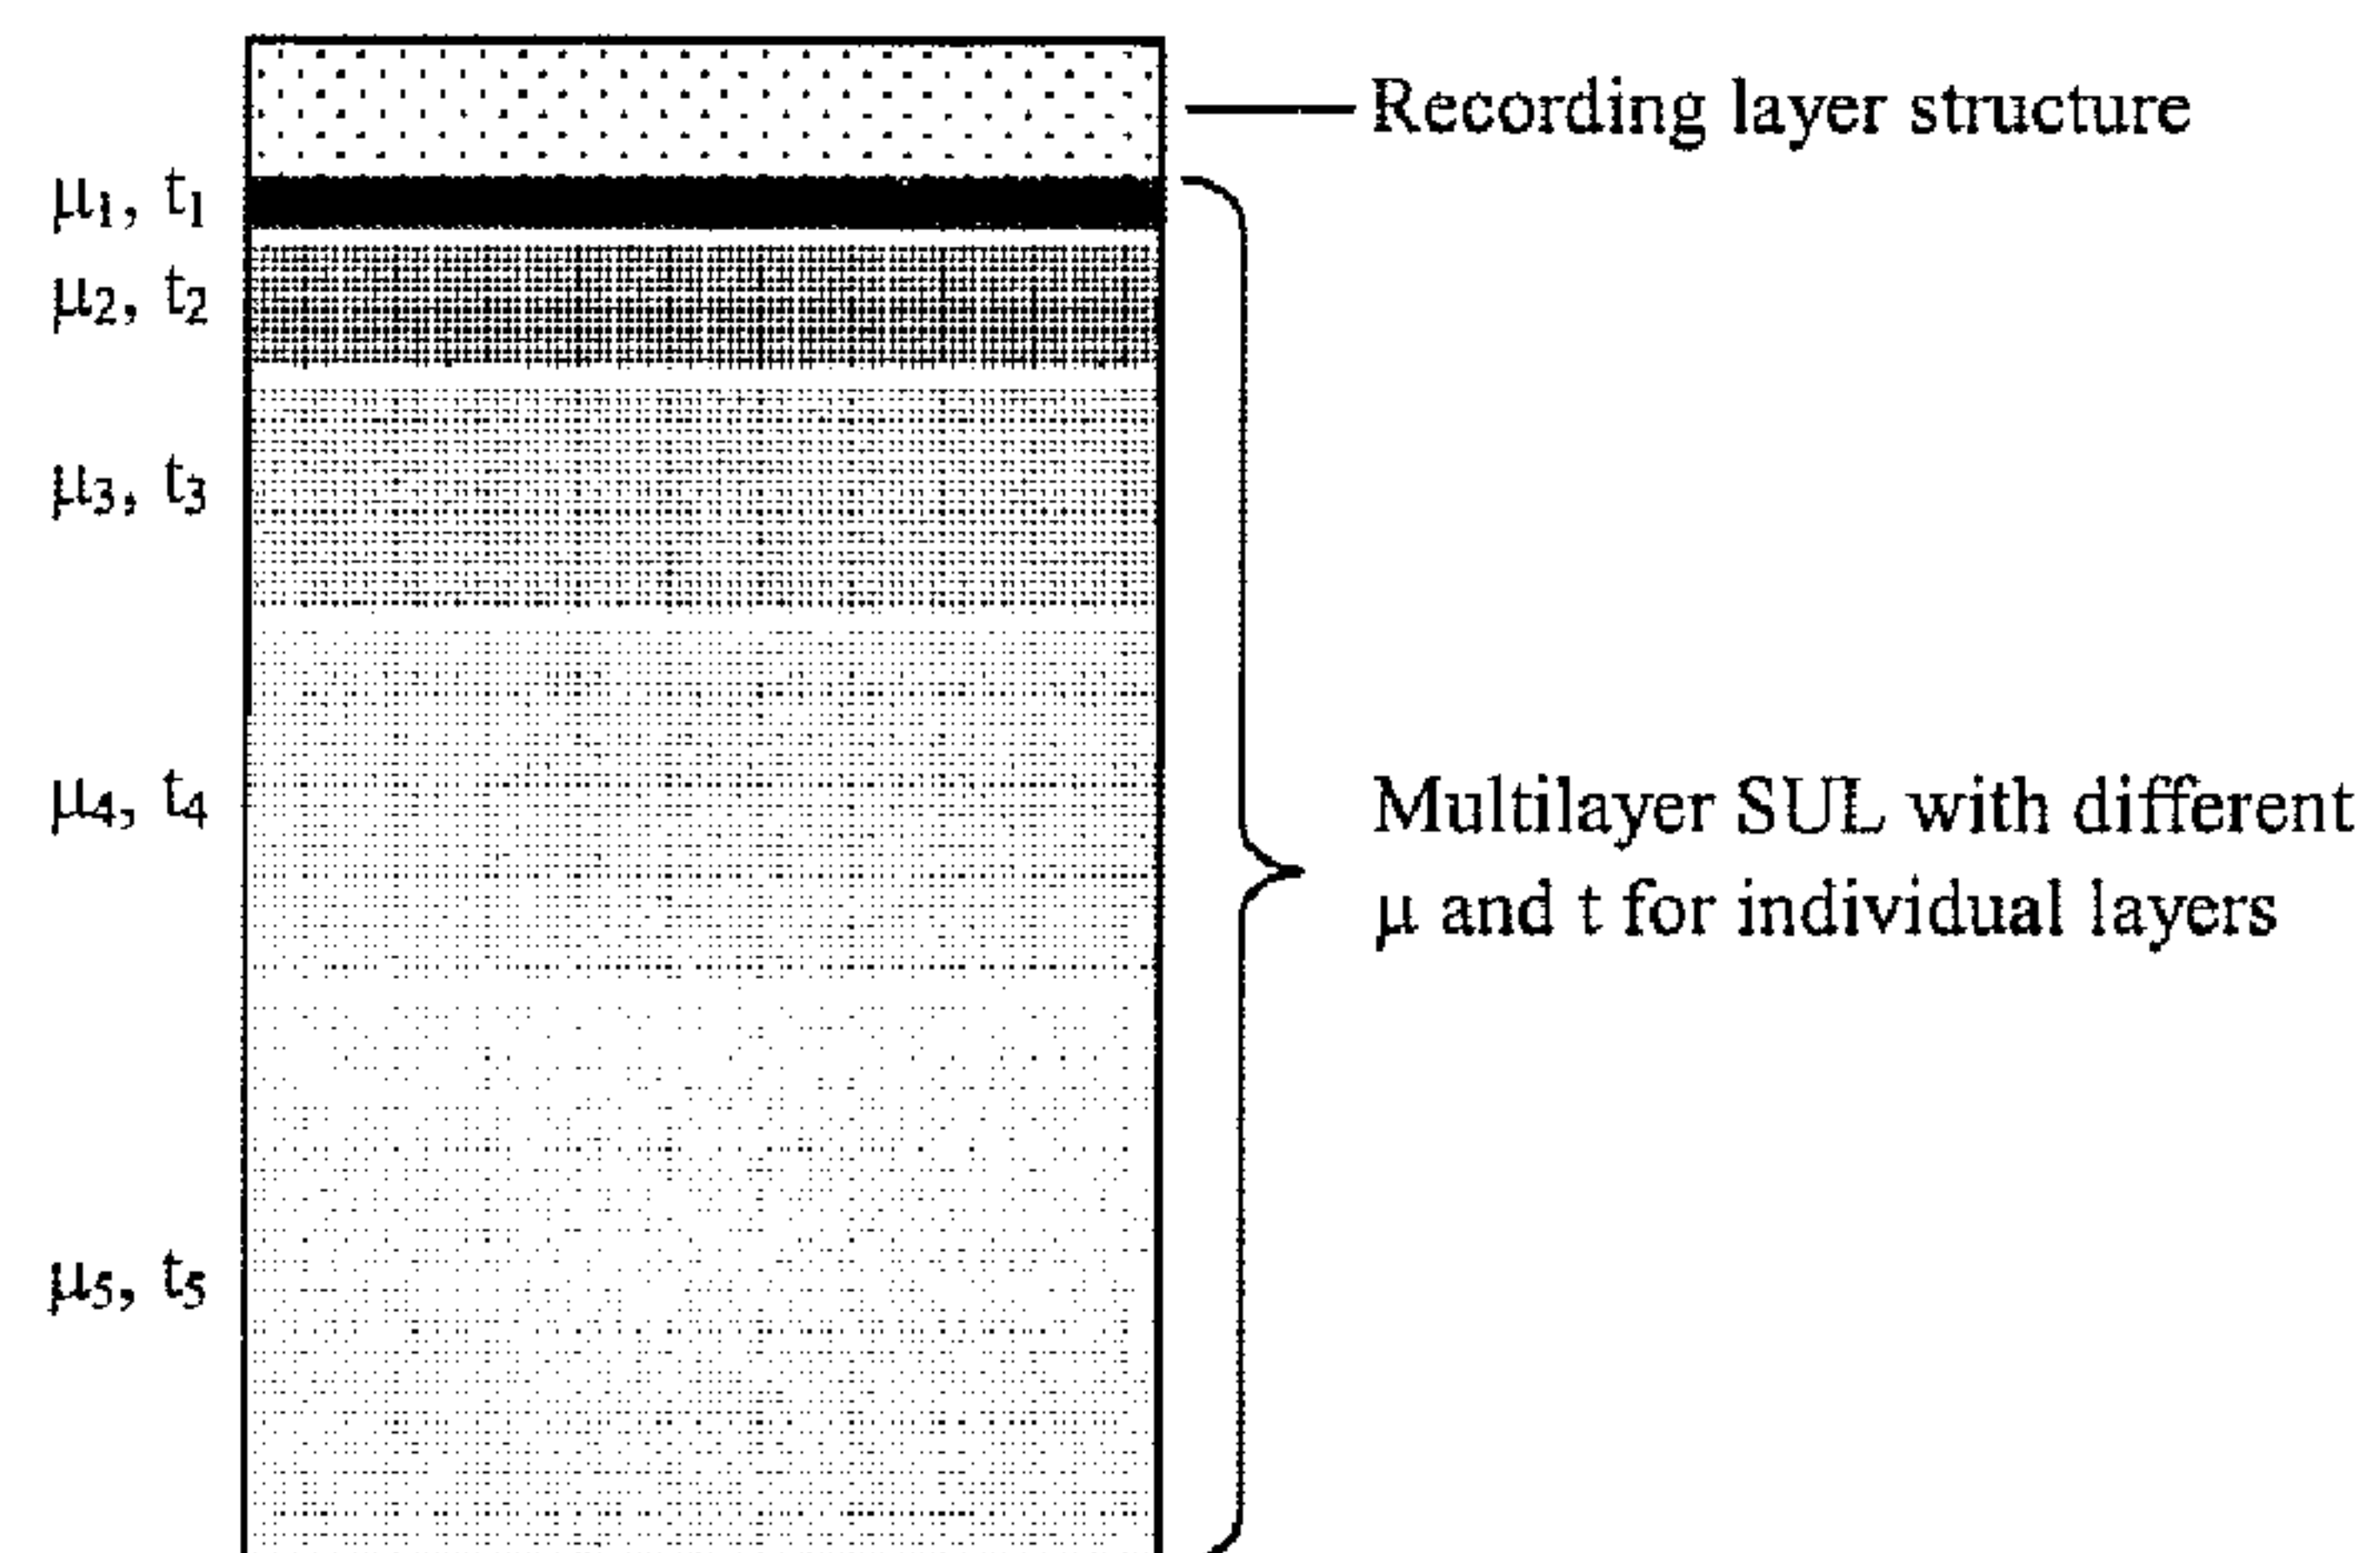 Recording layer structure
μ₁, t₁
μ₂, t₂
μ₃, t₃
μ₄, t₄
Multilayer SUL with different
μ and t for individual layers
μ₅, t₅